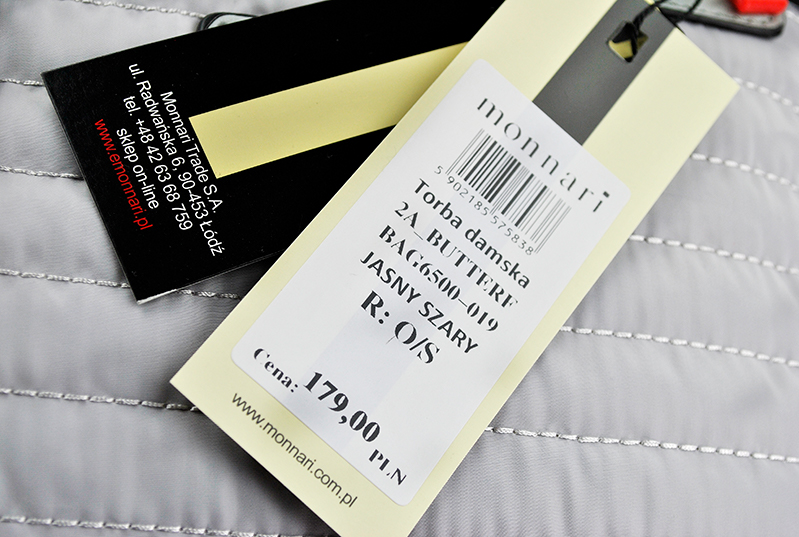 Monnari Trade S.A.
ul. Radwańska 6, 90-453 Łódź
tel. +48 42 63 68 759
sklep on-line
www.emonnari.pl
monnari
5 902185 575838
Torba damska
2A_BUTTERF
BAG6500-019
JASNY SZARY
R: O/S
Cena: 179,00 PLN
www.monnari.com.pl